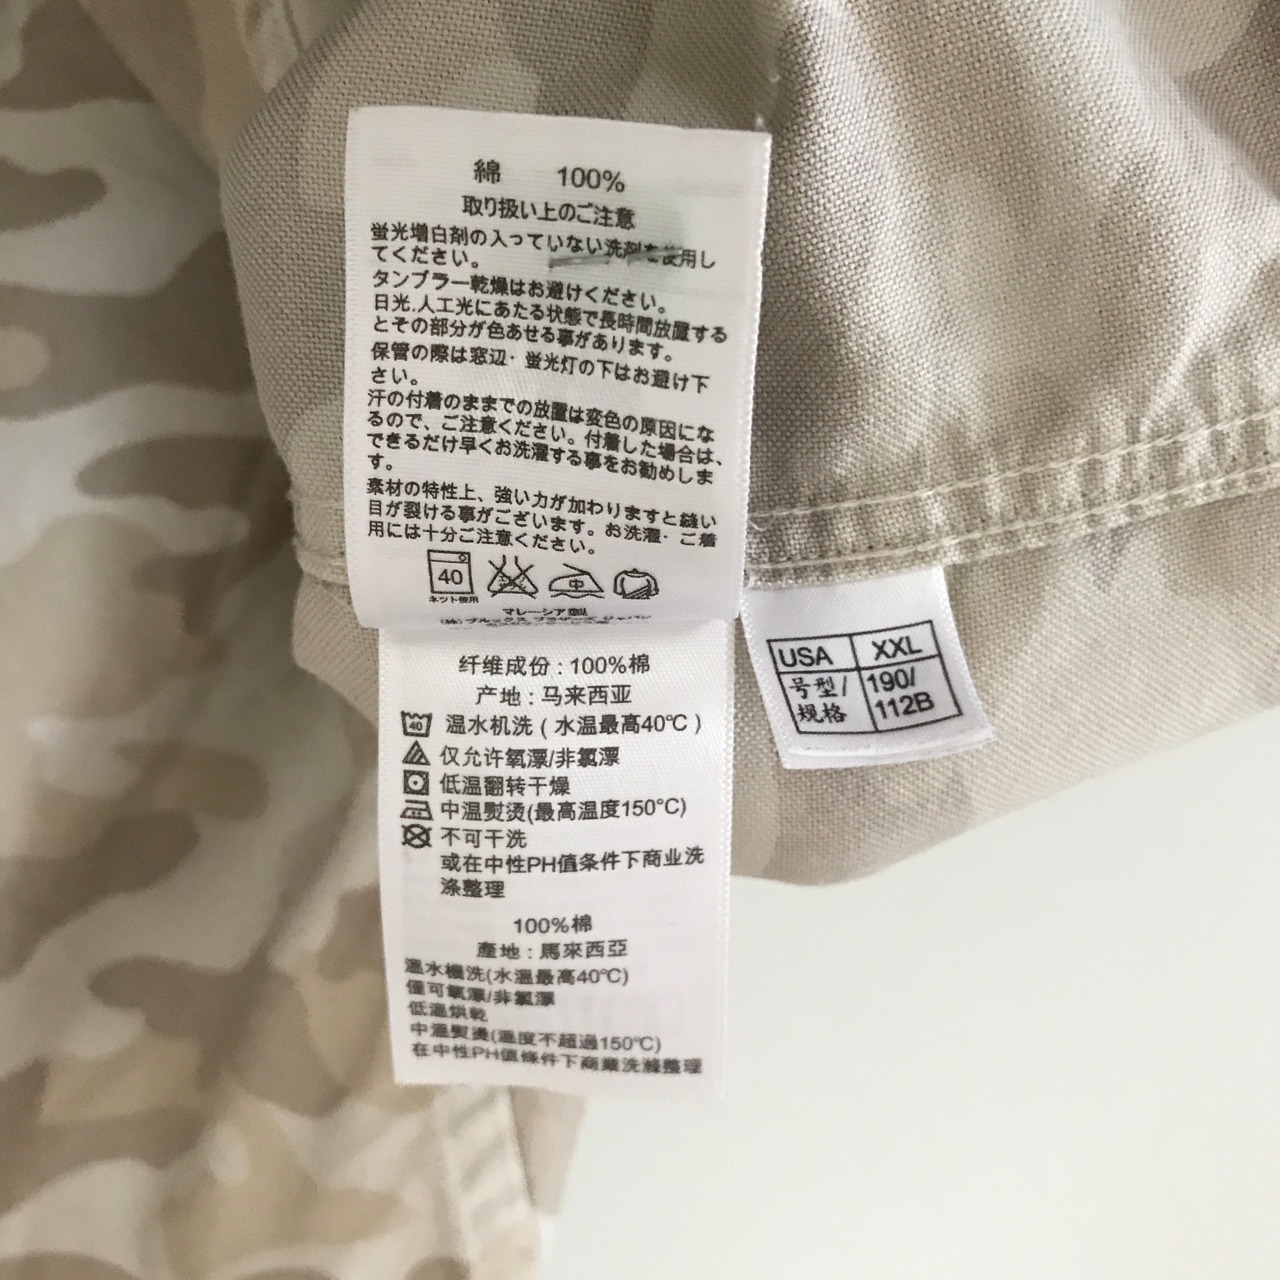 綿 100%
取り扱い上のご注意
蛍光増白剤の入っていない洗剤を使用し
てください。
タンブラー乾燥はお避けください。
日光.人工光にあたる状態で長時間放置する
とその部分が色あせる事があります。
保管の際は窓辺・蛍光灯の下はお避け下
さい。
汗の付着のままでの放置は変色の原因にな
るので、ご注意ください。付着した場合は、
できるだけ早くお洗濯する事をお勧めしま
す。
素材の特性上、強い力が加わりますと縫い
目が裂ける事がございます。お洗濯・ご着
用には十分ご注意ください。
40 中
ネット使用
マレーシア製
(株)ブルックス ブラザーズ ジャパン
纤维成份:100%棉
产地:马来西亚
40 温水机洗(水温最高40℃)
仅允许氧漂/非氯漂
低温翻转干燥
中温熨烫(最高温度150°C)
不可干洗
或在中性PH值条件下商业洗
涤整理
100%棉
產地:馬來西亞
溫水機洗(水溫最高40℃)
僅可氧漂/非氯漂
低溫烘乾
中溫熨燙(溫度不超過150℃)
在中性PH值條件下商業洗滌整理
USA XXL
号型/ 190/
规格 112B